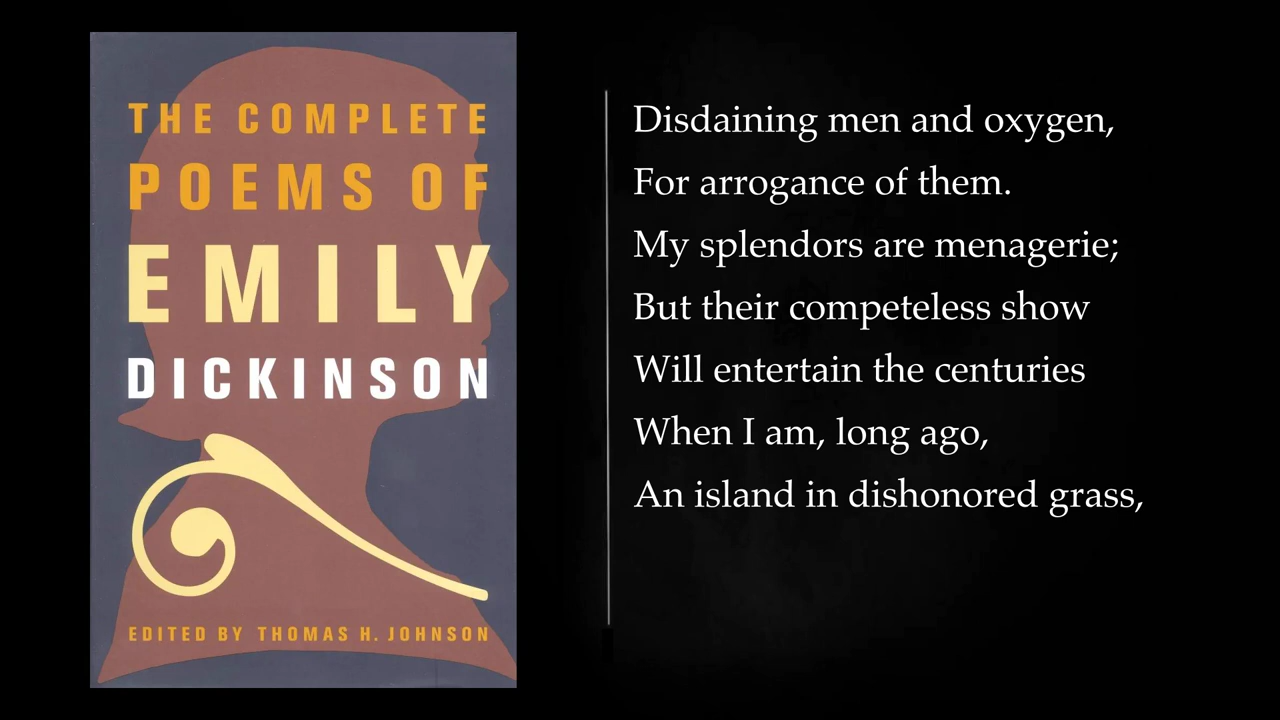 THE COMPLETE
POEMS OF
EMILY
DICKINSON
EDITED BY THOMAS H. JOHNSON
Disdaining men and oxygen,
For arrogance of them.
My splendors are menagerie;
But their competeless show
Will entertain the centuries
When I am, long ago,
An island in dishonored grass,